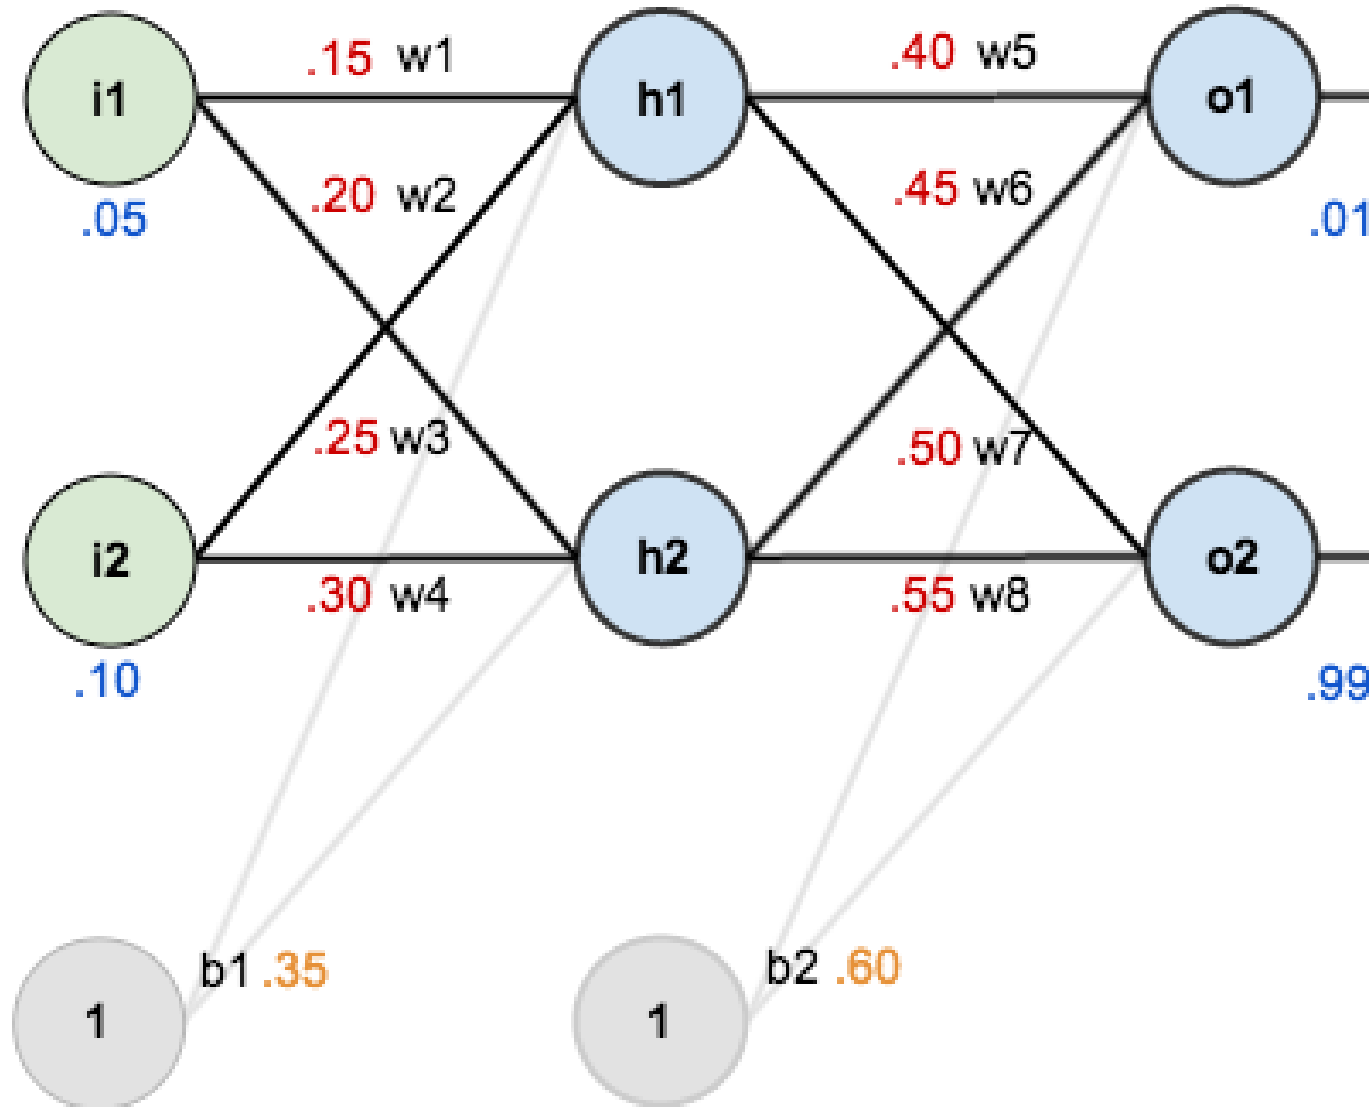 .15 w1
.40 w5
i1
h1
o1
.20 w2
.45 w6
.05
.01
.25 w3
.50 w7
i2
h2
o2
.30 w4
.55 w8
.10
.99
b1 .35
b2 .60
1
1